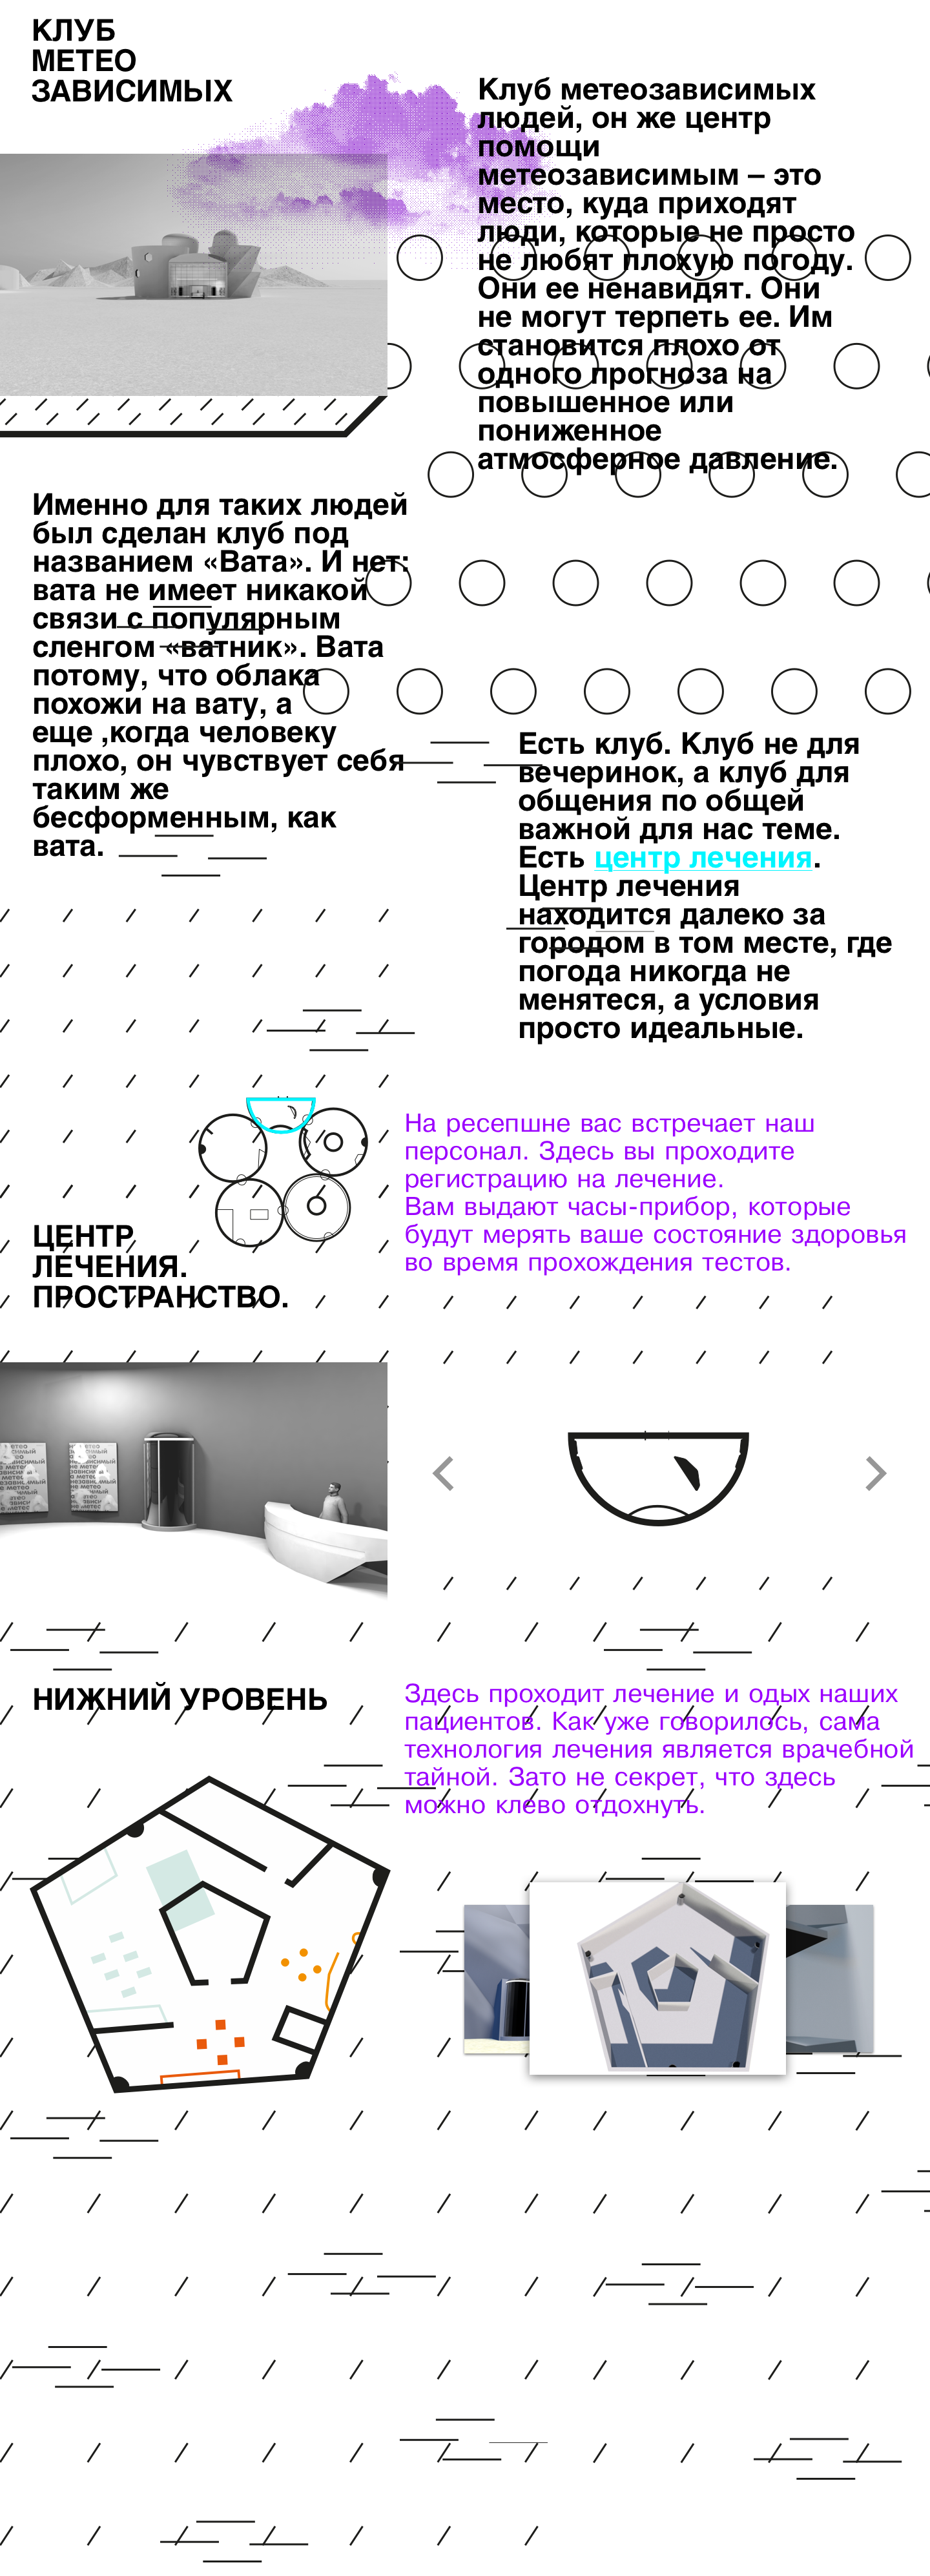 КЛУБ
МЕТЕО
ЗАВИСИМЫХ
Клуб метеозависимых
людей, он же центр
помощи
метеозависимым – это
место, куда приходят
люди, которые не просто
не любят плохую погоду.
Они ее ненавидят. Они
не могут терпеть ее. Им
становится плохо от
одного прогноза на
повышенное или
пониженное
атмосферное давление.
Именно для таких людей
был сделан клуб под
названием «Вата». И нет:
вата не имеет никакой
связи с популярным
сленгом «ватник». Вата
потому, что облака
похожи на вату, а
еще ,когда человеку
плохо, он чувствует себя
таким же
бесформенным, как
вата.
Есть клуб. Клуб не для
вечеринок, а клуб для
общения по общей
важной для нас теме.
Есть центр лечения.
Центр лечения
находится далеко за
городом в том месте, где
погода никогда не
менятеся, а условия
просто идеальные.
На ресепшне вас встречает наш
персонал. Здесь вы проходите
регистрацию на лечение.
Вам выдают часы-прибор, которые
будут мерять ваше состояние здоровья
во время прохождения тестов.
ЦЕНТР
ЛЕЧЕНИЯ.
ПРОСТРАНСТВО.
НИЖНИЙ УРОВЕНЬ
Здесь проходит лечение и одых наших
пациентов. Как уже говорилось, сама
технология лечения является врачебной
тайной. Зато не секрет, что здесь
можно клево отдохнуть.